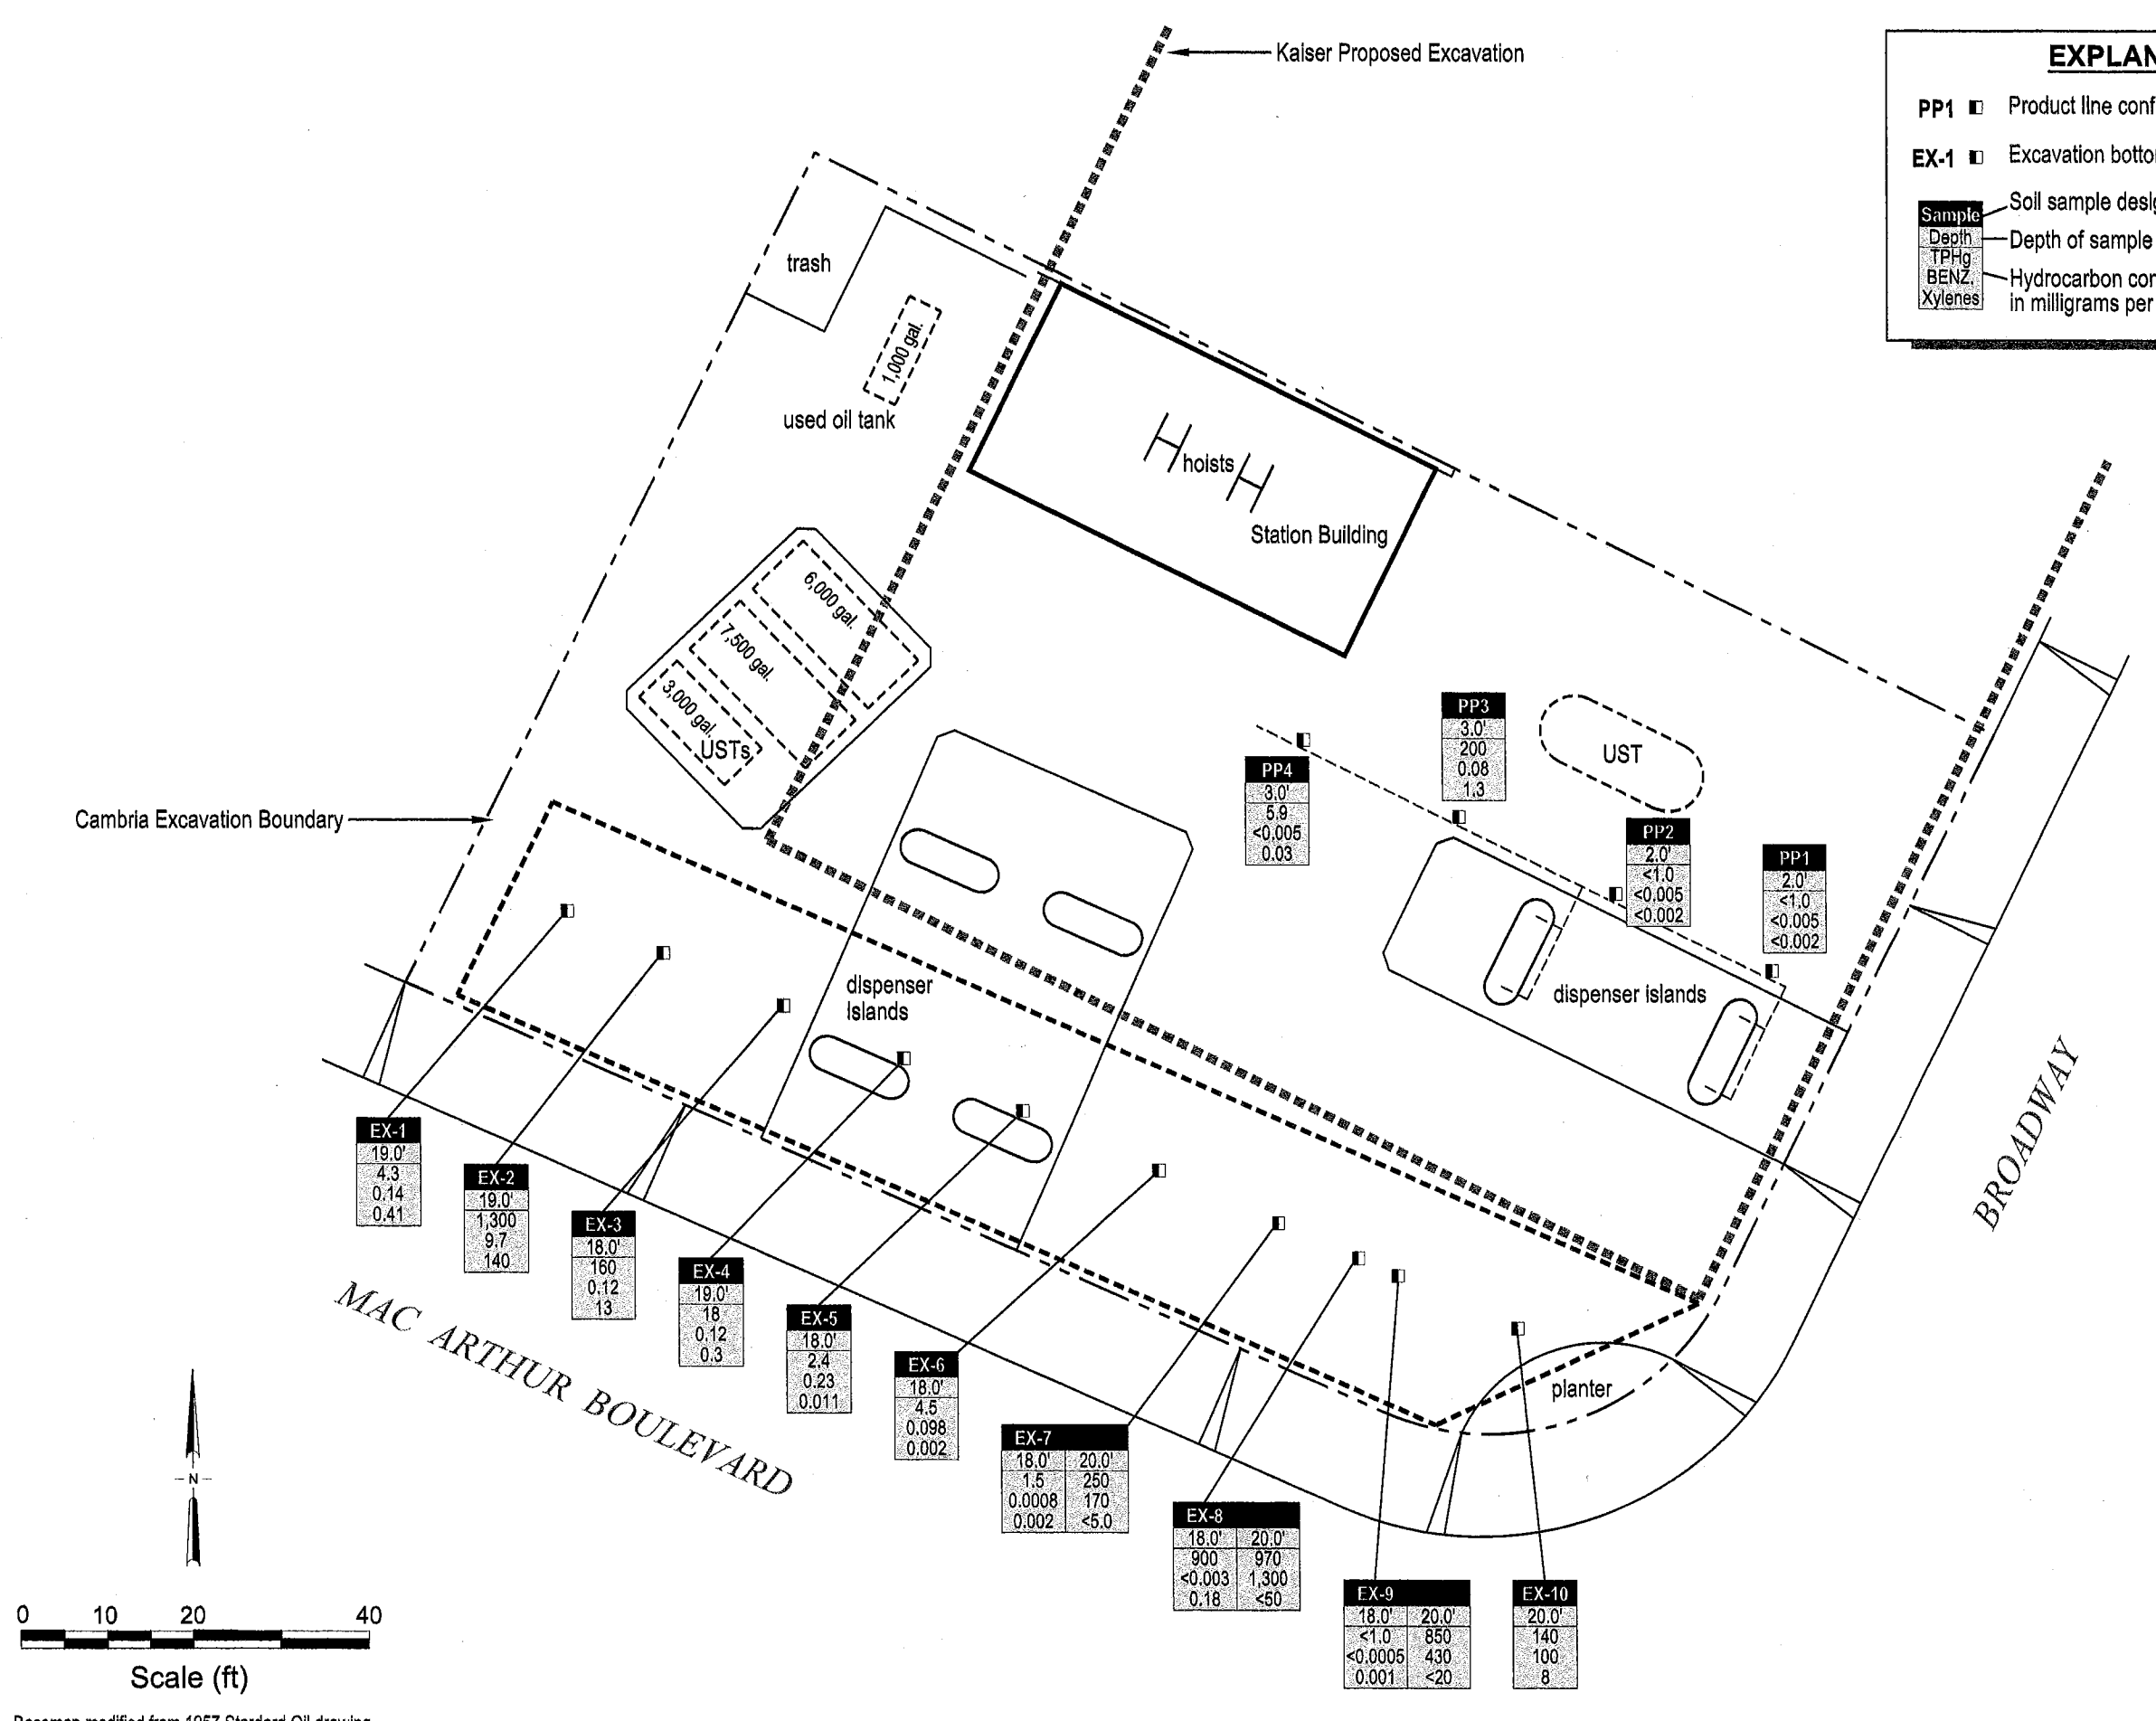 Kaiser Proposed Excavation
EXPLAN
PP1 Product line conf
EX-1 Excavation botto
Sample
Depth
TPHg
BENZ.
Xylenes
Soil sample desig
Depth of sample
Hydrocarbon con
in milligrams per
trash
1,000 gal.
used oil tank
hoists
Station Building
6,000 gal.
7,500 gal.
3,000 gal.
USTs
UST
PP3
3.0'
200
0.08
1.3
PP4
3.0'
5.9
<0.005
0.03
PP2
2.0'
<1.0
<0.005
<0.002
PP1
2.0'
<1.0
<0.005
<0.002
Cambria Excavation Boundary
dispenser
islands
dispenser islands
BROADWAY
EX-1
19.0'
4.3
0.14
0.41
EX-2
19.0'
1,300
9.7
140
EX-3
18.0'
160
0.12
13
EX-4
19.0'
18
0.12
0.3
EX-5
18.0'
2.4
0.23
0.011
EX-6
18.0'
4.5
0.098
0.002
EX-7
18.0' 20.0'
1.5 250
0.0008 170
0.002 <5.0
EX-8
18.0' 20.0'
900 970
<0.003 1,300
0.18 <50
EX-9
18.0' 20.0'
<1.0 850
<0.0005 430
0.001 <20
EX-10
20.0'
140
100
8
planter
MAC ARTHUR BOULEVARD
N
0 10 20 40
Scale (ft)
Basemap modified from 1957 Standard Oil drawing